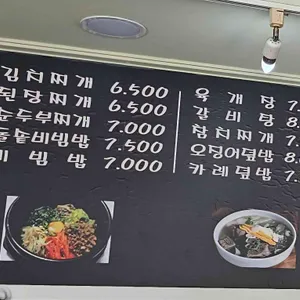 김치찌개 6.500
된장찌개 6.500
순두부찌개 7.000
돌솥비빔밥 7.500
비빔밥 7.000
육개장 7.
갈비탕 8.
참치찌개 7.
오징어덮밥 8.
카레덮밥 7.